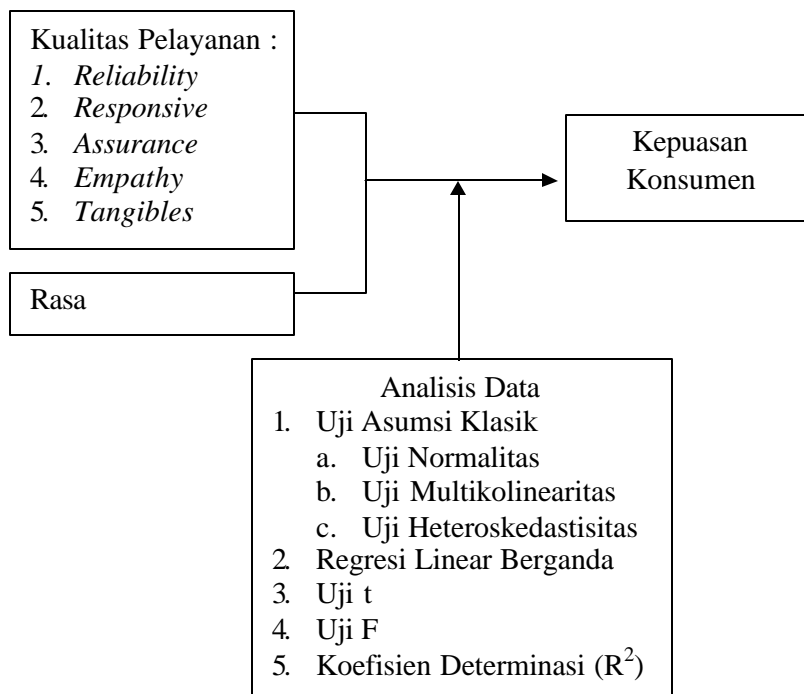 Kualitas Pelayanan :
1. Reliability
2. Responsive
3. Assurance
4. Empathy
5. Tangibles
Rasa
Kepuasan
Konsumen
Analisis Data
1. Uji Asumsi Klasik
a. Uji Normalitas
b. Uji Multikolinearitas
c. Uji Heteroskedastisitas
2. Regresi Linear Berganda
3. Uji t
4. Uji F
5. Koefisien Determinasi (R²)